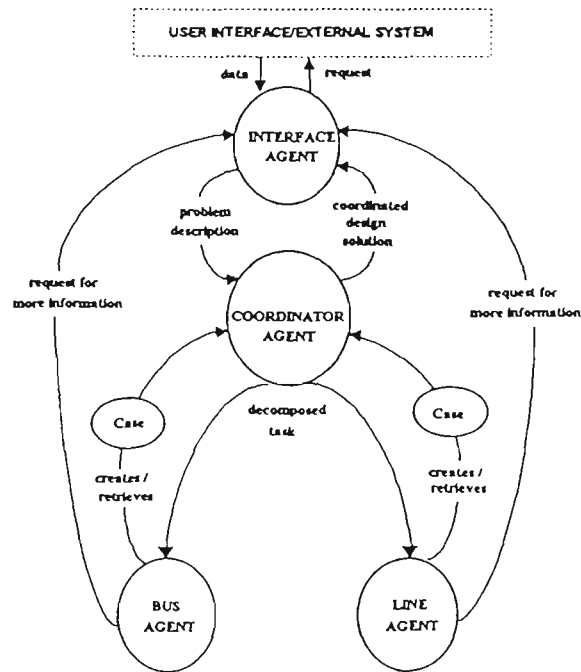 USER INTERFACE/EXTERNAL SYSTEM
data
request
INTERFACE
AGENT
problem
description
coordinated
design
solution
request for
more information
request for
more information
COORDINATOR
AGENT
Case
decomposed
task
Case
creates /
retrieves
creates /
retrieves
BUS
AGENT
LINE
AGENT